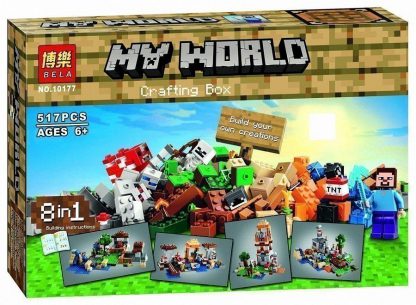 博樂
BELA
NO.10177
MY WORLD
Crafting Box
517PCS
AGES 6+
Build your
own creations!
TNT
8in1
Building instructions